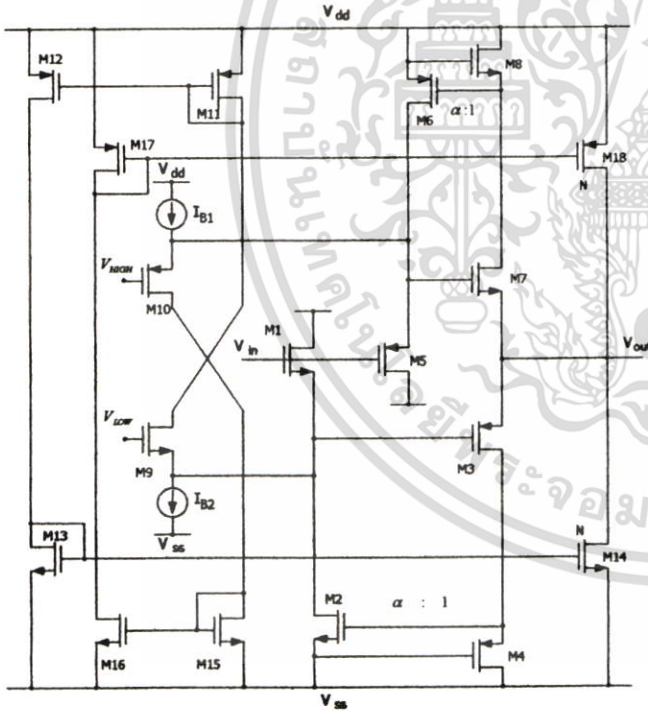 V_dd
M12
M11
M8
M6
α:1
M17
M18
N
V_dd
I_B1
V_HIGH
M10
M7
M1
V_in
M5
V_out
V_LOW
M9
M3
I_B2
V_ss
M13
N
M14
M2
α : 1
M16
M15
M4
V_ss